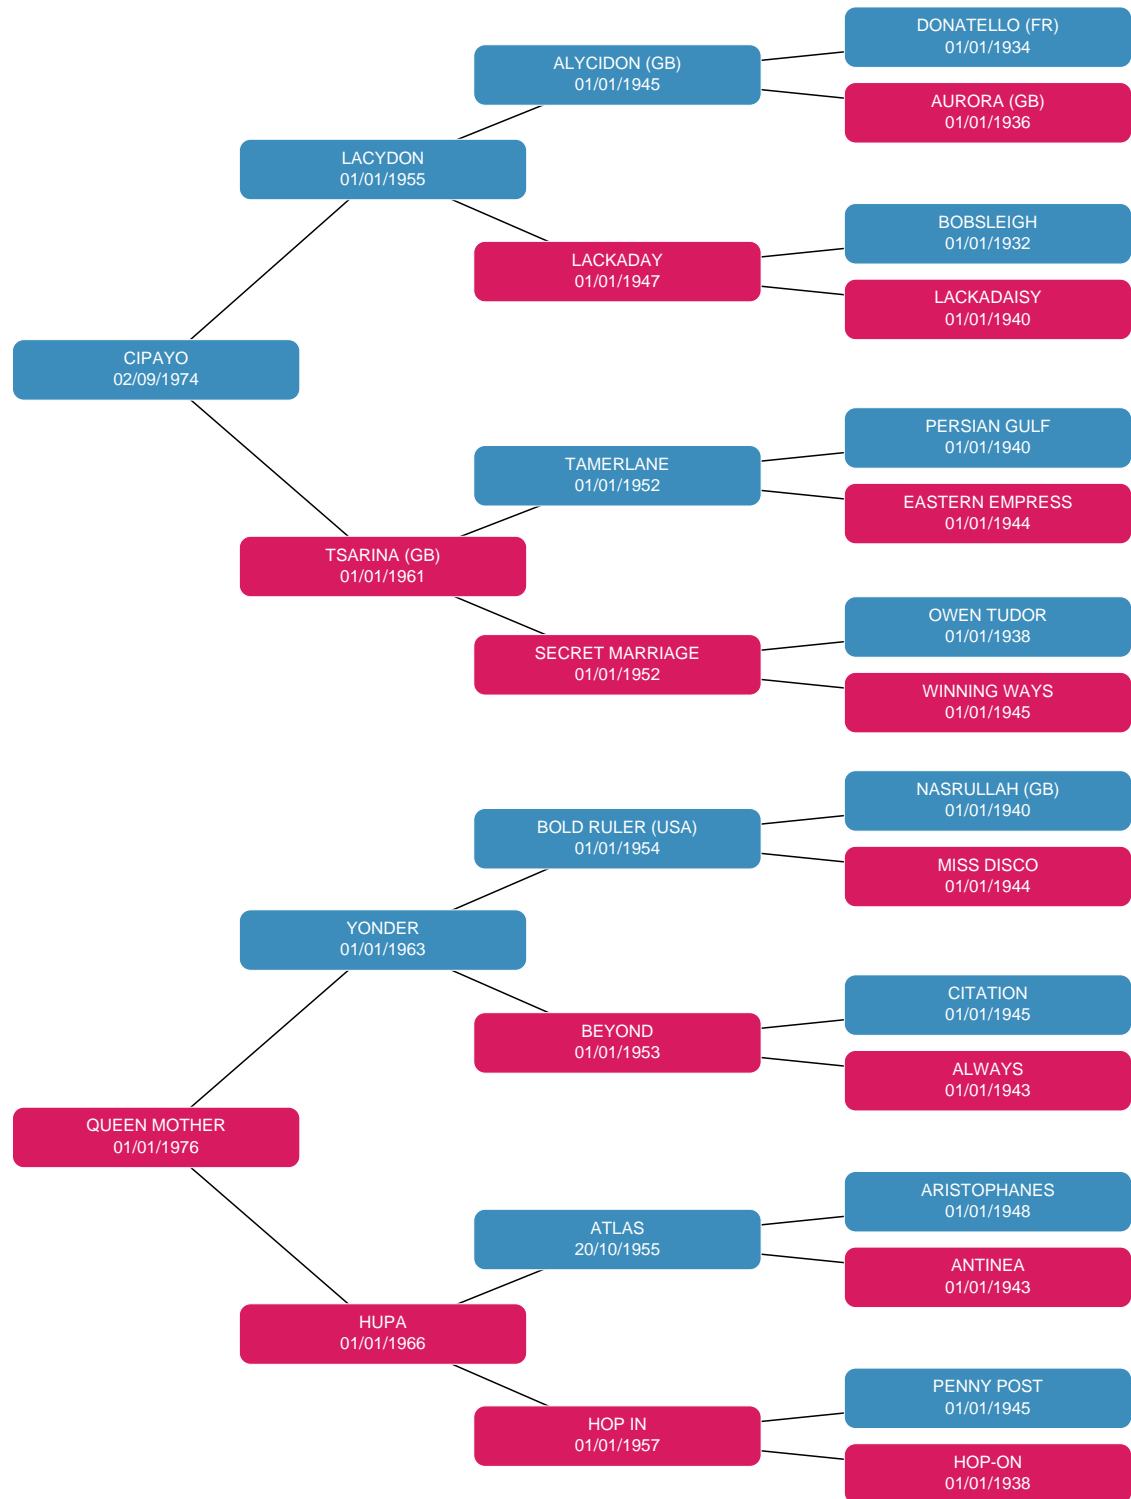 DONATELLO (FR)
01/01/1934
ALYCIDON (GB)
01/01/1945
AURORA (GB)
01/01/1936
LACYDON
01/01/1955
BOBSLEIGH
01/01/1932
LACKADAY
01/01/1947
LACKADAISY
01/01/1940
CIPAYO
02/09/1974
PERSIAN GULF
01/01/1940
TAMERLANE
01/01/1952
EASTERN EMPRESS
01/01/1944
TSARINA (GB)
01/01/1961
OWEN TUDOR
01/01/1938
SECRET MARRIAGE
01/01/1952
WINNING WAYS
01/01/1945
NASRULLAH (GB)
01/01/1940
BOLD RULER (USA)
01/01/1954
MISS DISCO
01/01/1944
YONDER
01/01/1963
CITATION
01/01/1945
BEYOND
01/01/1953
ALWAYS
01/01/1943
QUEEN MOTHER
01/01/1976
ARISTOPHANES
01/01/1948
ATLAS
20/10/1955
ANTINEA
01/01/1943
HUPA
01/01/1966
PENNY POST
01/01/1945
HOP IN
01/01/1957
HOP-ON
01/01/1938